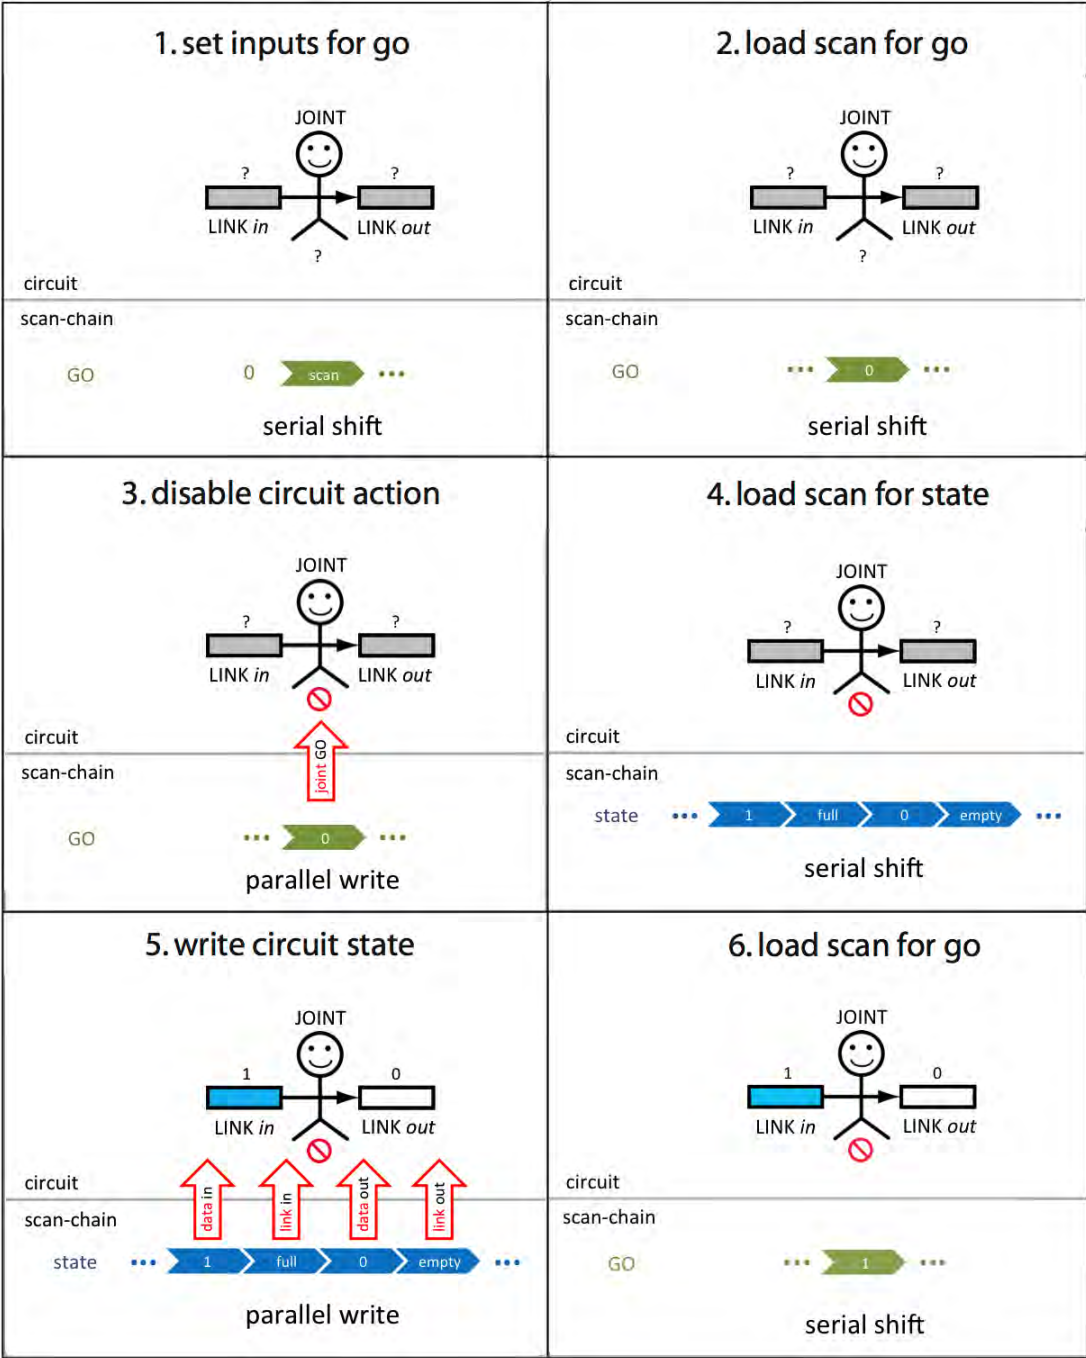 1. set inputs for go
JOINT
? ?
LINK in LINK out
?
circuit
scan-chain
GO 0 scan ...
serial shift
2. load scan for go
JOINT
? ?
LINK in LINK out
?
circuit
scan-chain
GO ... 0 ...
serial shift
3. disable circuit action
JOINT
? ?
LINK in LINK out
circuit
joint GO
scan-chain
GO ... 0 ...
parallel write
4. load scan for state
JOINT
? ?
LINK in LINK out
circuit
scan-chain
state ... 1 full 0 empty ...
serial shift
5. write circuit state
JOINT
1 0
LINK in LINK out
circuit
data in link in data out link out
scan-chain
state ... 1 full 0 empty ...
parallel write
6. load scan for go
JOINT
1 0
LINK in LINK out
circuit
scan-chain
GO ... 1 ...
serial shift